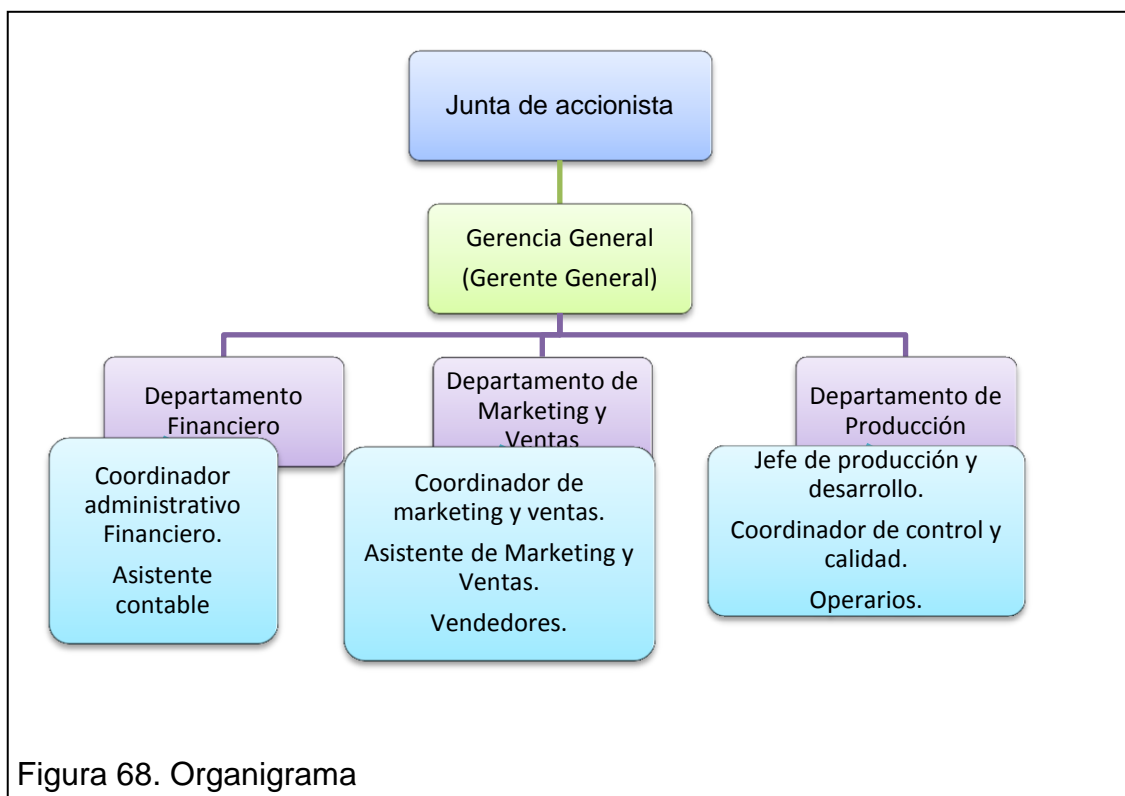 Junta de accionista
Gerencia General
(Gerente General)
Departamento
Financiero
Coordinador
administrativo
Financiero.
Asistente
contable
Departamento de
Marketing y
Ventas
Coordinador de
marketing y ventas.
Asistente de Marketing y
Ventas.
Vendedores.
Departamento de
Producción
Jefe de producción y
desarrollo.
Coordinador de control y
calidad.
Operarios.
Figura 68. Organigrama